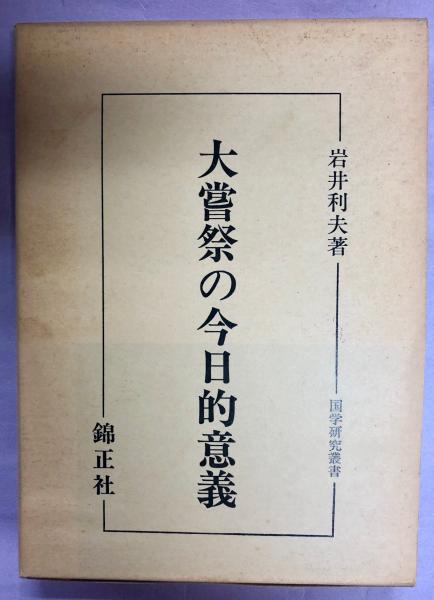 岩井利夫著
国学研究叢書
大嘗祭の今日的意義
錦正社